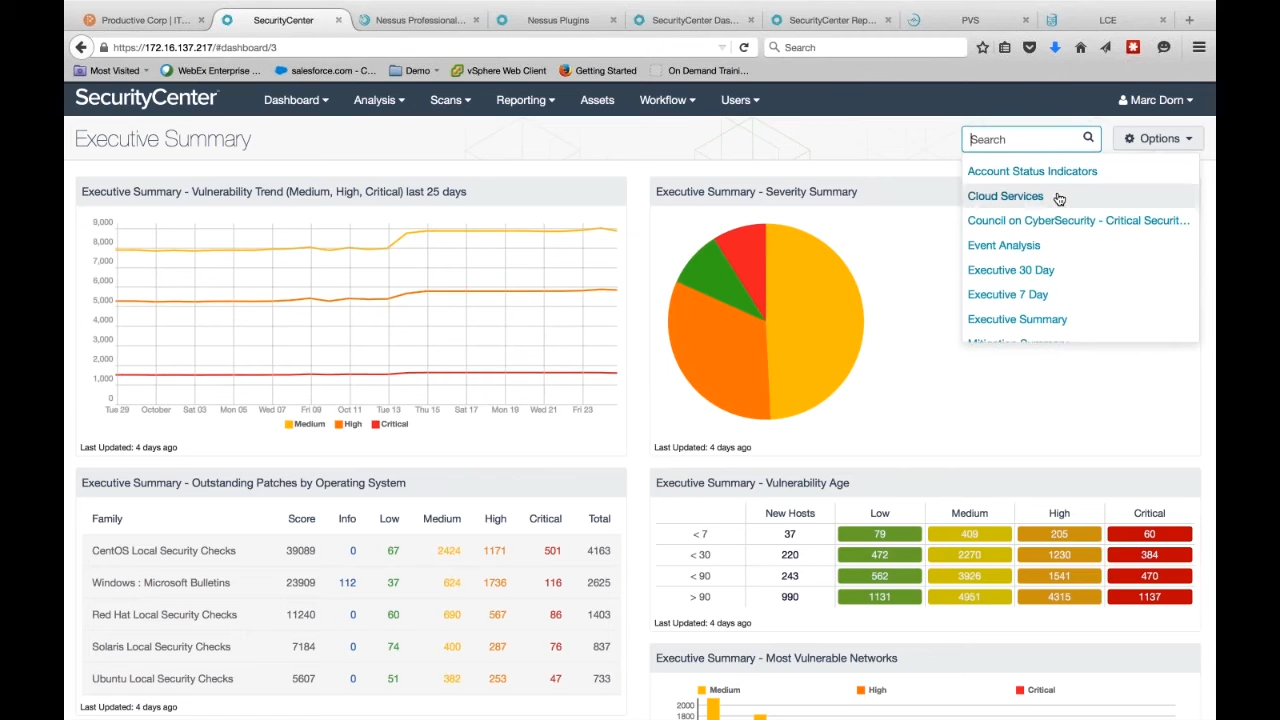 Productive Corp | IT...
SecurityCenter
Nessus Professional...
Nessus Plugins
SecurityCenter Das...
SecurityCenter Rep...
PVS
LCE
https://172.16.137.217/#dashboard/3
Search
Most Visited
WebEx Enterprise ...
salesforce.com - C...
Demo
vSphere Web Client
Getting Started
On Demand Traini...
SecurityCenter
Dashboard
Analysis
Scans
Reporting
Assets
Workflow
Users
Marc Dorn
Executive Summary
Search
Options
Account Status Indicators
Cloud Services
Council on CyberSecurity - Critical Securit...
Event Analysis
Executive 30 Day
Executive 7 Day
Executive Summary
Executive Summary - Vulnerability Trend (Medium, High, Critical) last 25 days
9,000
8,000
7,000
6,000
5,000
4,000
3,000
2,000
1,000
0
Tue 29 October Sat 03 Mon 05 Wed 07 Fri 09 Oct 11 Tue 13 Thu 15 Sat 17 Mon 19 Wed 21 Fri 23
Medium High Critical
Last Updated: 4 days ago
Executive Summary - Severity Summary
Last Updated: 4 days ago
Executive Summary - Outstanding Patches by Operating System
Family Score Info Low Medium High Critical Total
CentOS Local Security Checks 39089 0 67 2424 1171 501 4163
Windows : Microsoft Bulletins 23909 112 37 624 1736 116 2625
Red Hat Local Security Checks 11240 0 60 690 567 86 1403
Solaris Local Security Checks 7184 0 74 400 287 76 837
Ubuntu Local Security Checks 5607 0 51 382 253 47 733
Last Updated: 4 days ago
Executive Summary - Vulnerability Age
New Hosts Low Medium High Critical
< 7 37 79 409 205 60
< 30 220 472 2270 1230 384
< 90 243 562 3926 1541 470
> 90 990 1131 4951 4315 1137
Last Updated: 4 days ago
Executive Summary - Most Vulnerable Networks
Medium High Critical
2000
1800